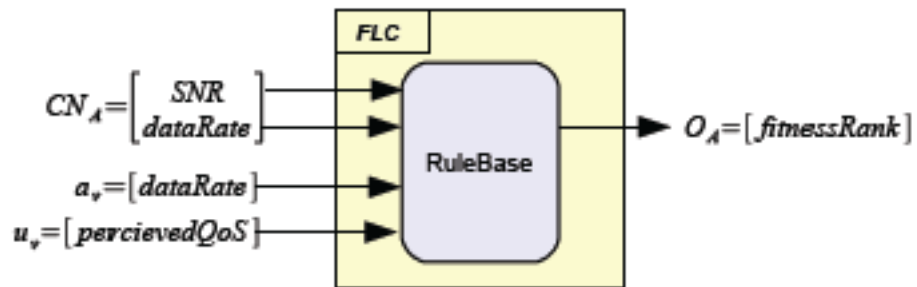 FLC
CN_A=[SNR
dataRate]
a_v=[dataRate]
u_v=[percievedQoS]
RuleBase
O_A=[fitnessRank]